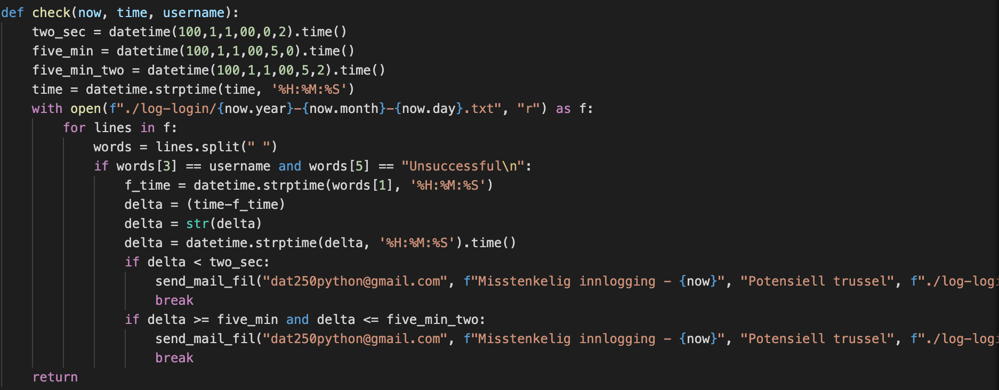 def check(now, time, username):
    two_sec = datetime(100,1,1,00,0,2).time()
    five_min = datetime(100,1,1,00,5,0).time()
    five_min_two = datetime(100,1,1,00,5,2).time()
    time = datetime.strptime(time, '%H:%M:%S')
    with open(f"./log-login/{now.year}-{now.month}-{now.day}.txt", "r") as f:
        for lines in f:
            words = lines.split(" ")
            if words[3] == username and words[5] == "Unsuccessful\n":
                f_time = datetime.strptime(words[1], '%H:%M:%S')
                delta = (time-f_time)
                delta = str(delta)
                delta = datetime.strptime(delta, '%H:%M:%S').time()
                if delta < two_sec:
                    send_mail_fil("dat250python@gmail.com", f"Misstenkelig innlogging - {now}", "Potensiell trussel", f"./log-logi
                    break
                if delta >= five_min and delta <= five_min_two:
                    send_mail_fil("dat250python@gmail.com", f"Misstenkelig innlogging - {now}", "Potensiell trussel", f"./log-logi
                    break
    return